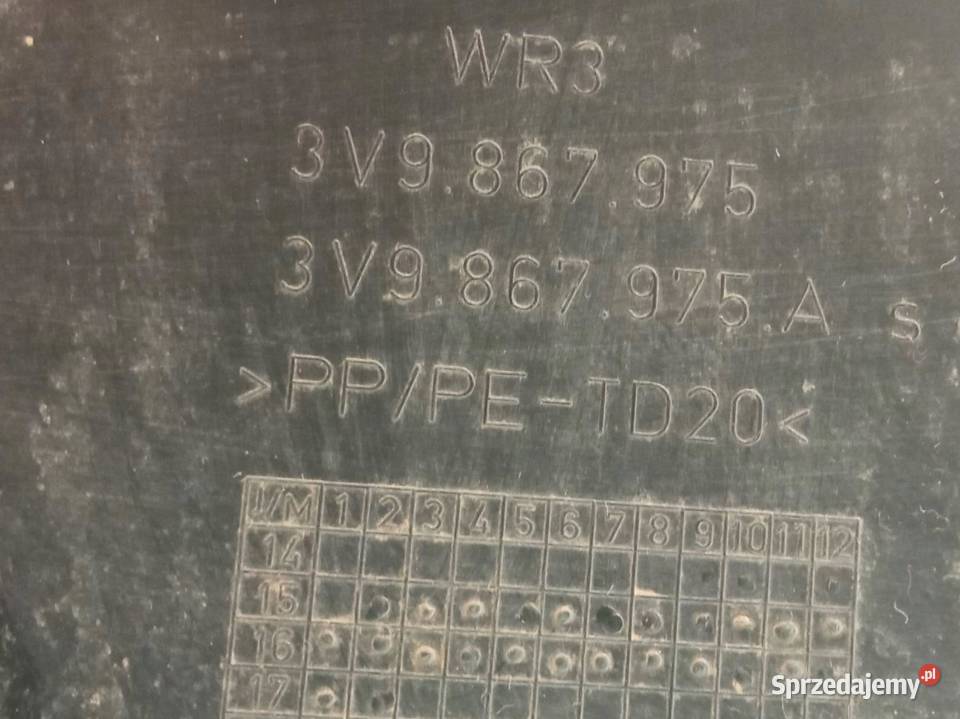 WR3
3V9.867.975
3V9.867.975.A S
>PP/PE-TD20<
J/M 1 2 3 4 5 6 7 8 9 10 11 12
14
15
16
17
Sprzedajemy.pl